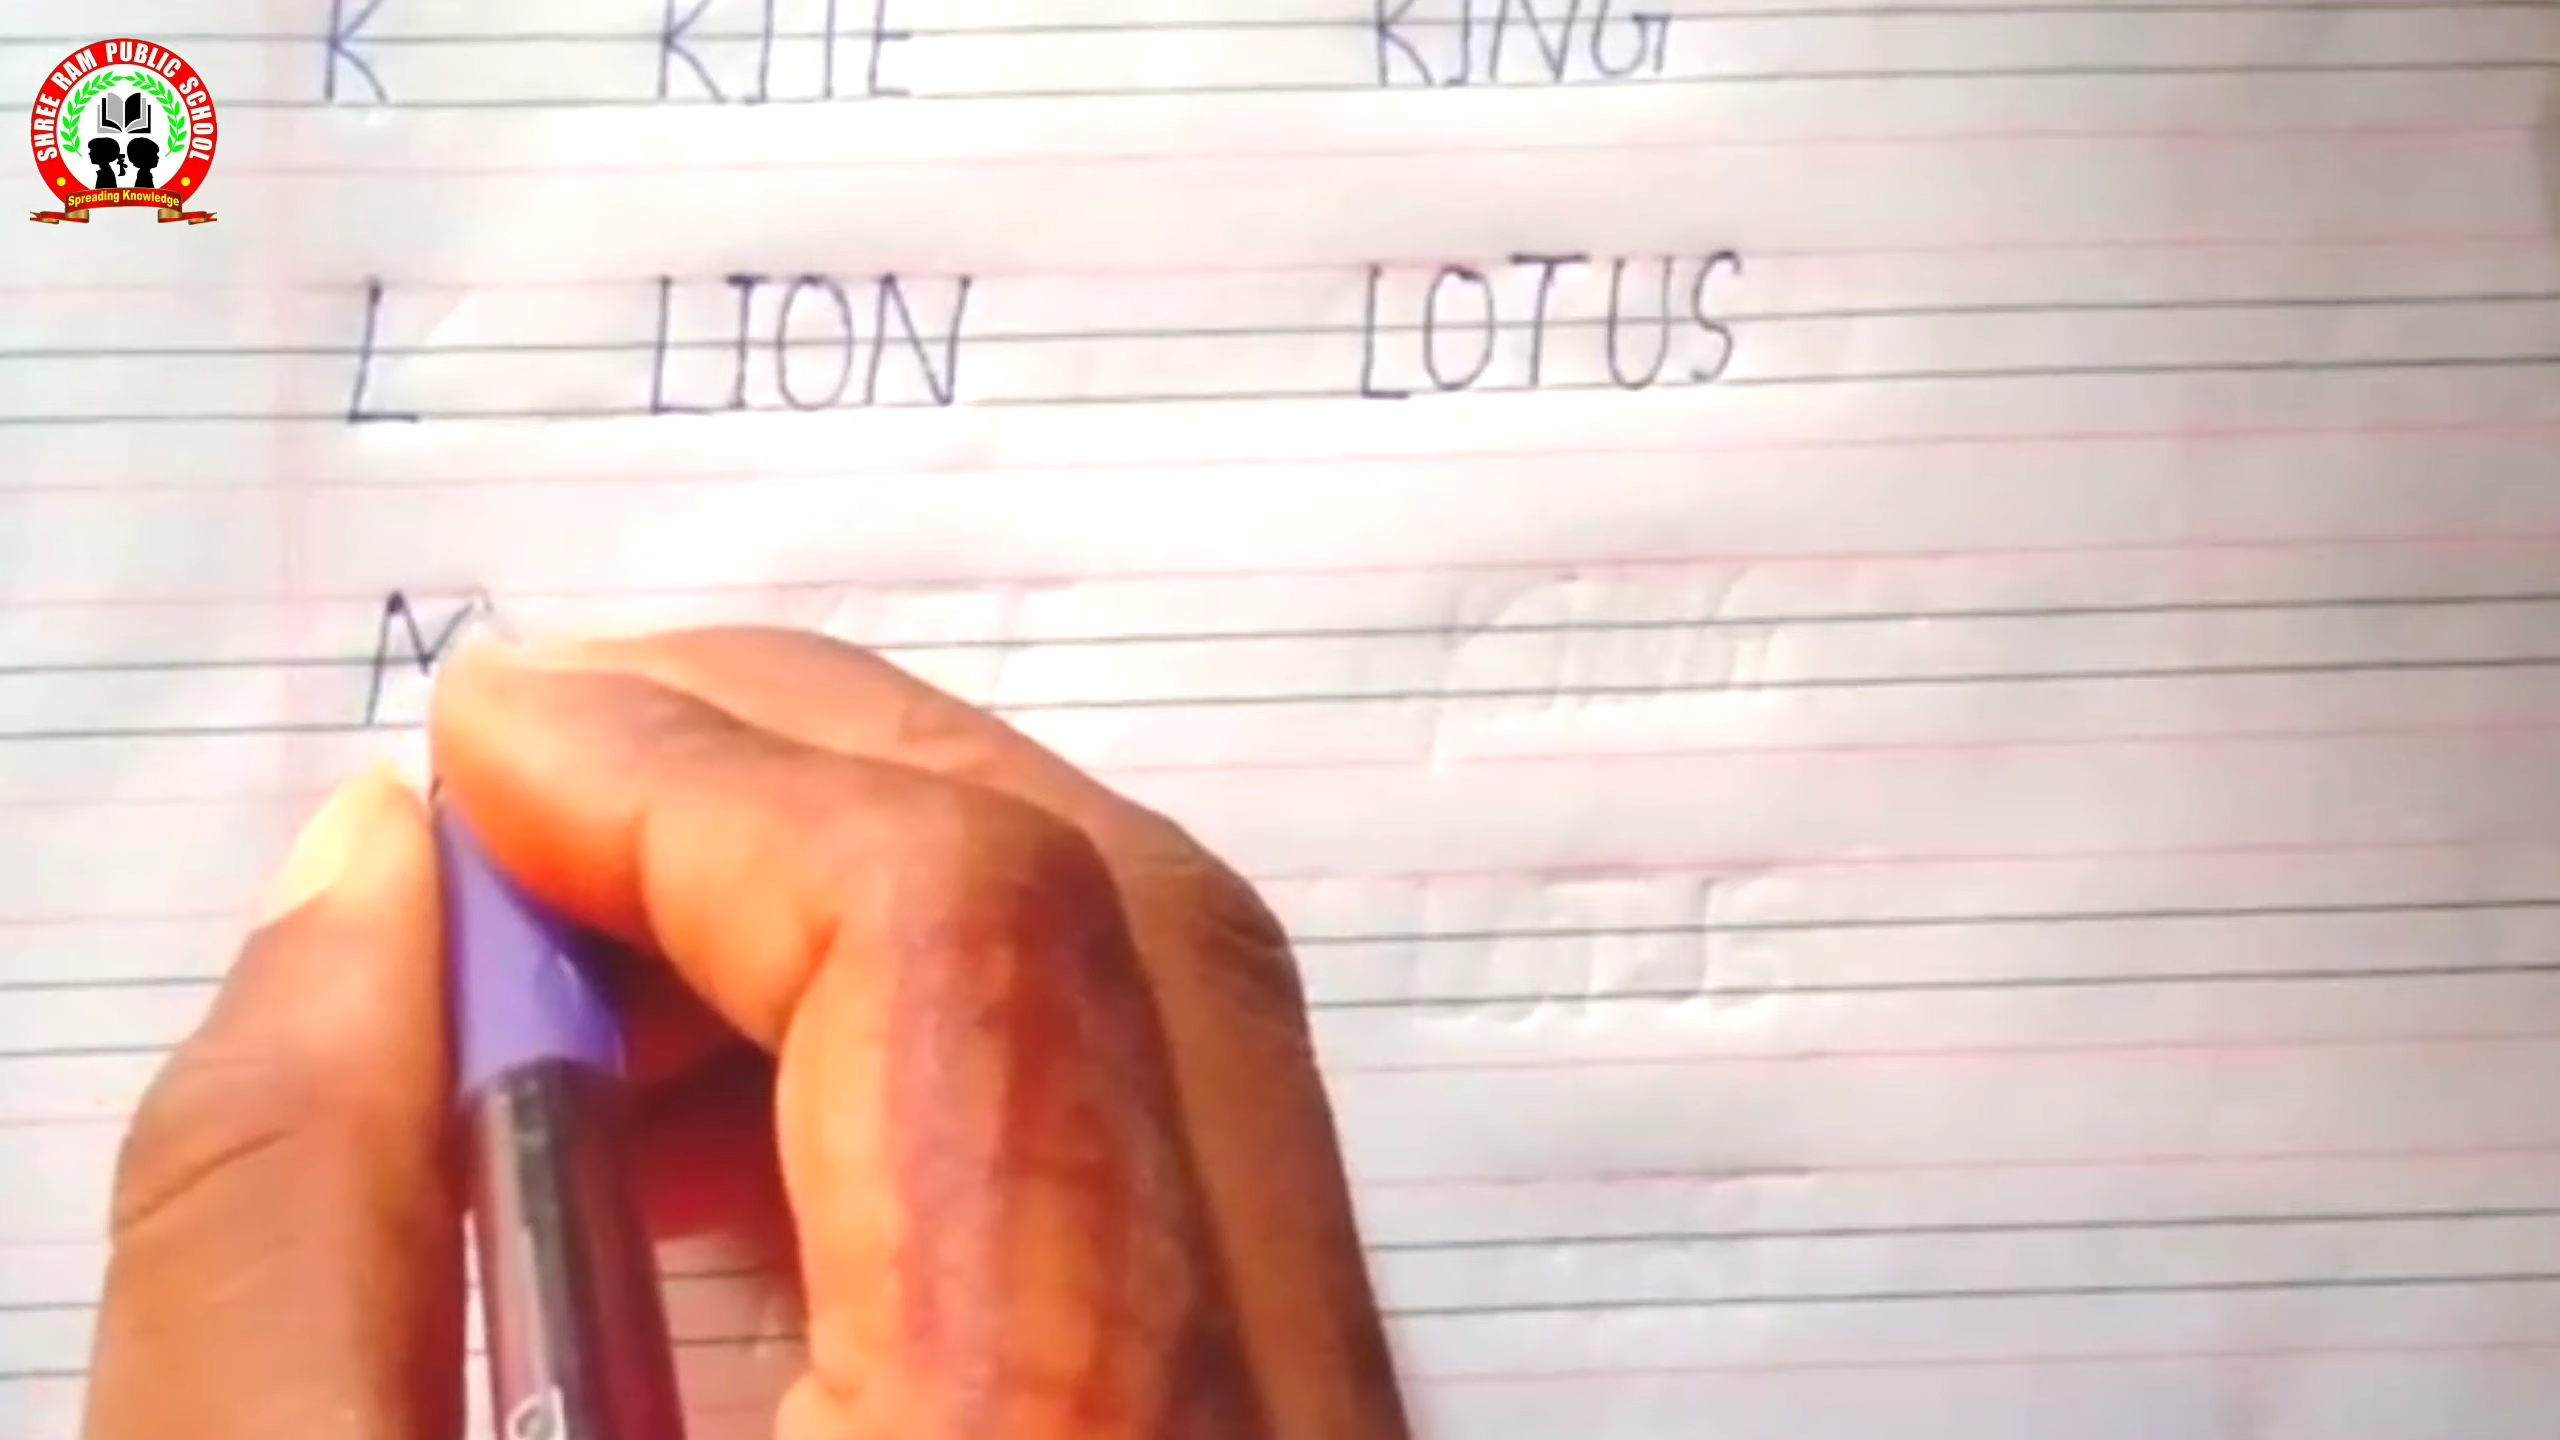 SHREE RAM PUBLIC SCHOOL
Spreading Knowledge
K KITE KING
L LION LOTUS
M